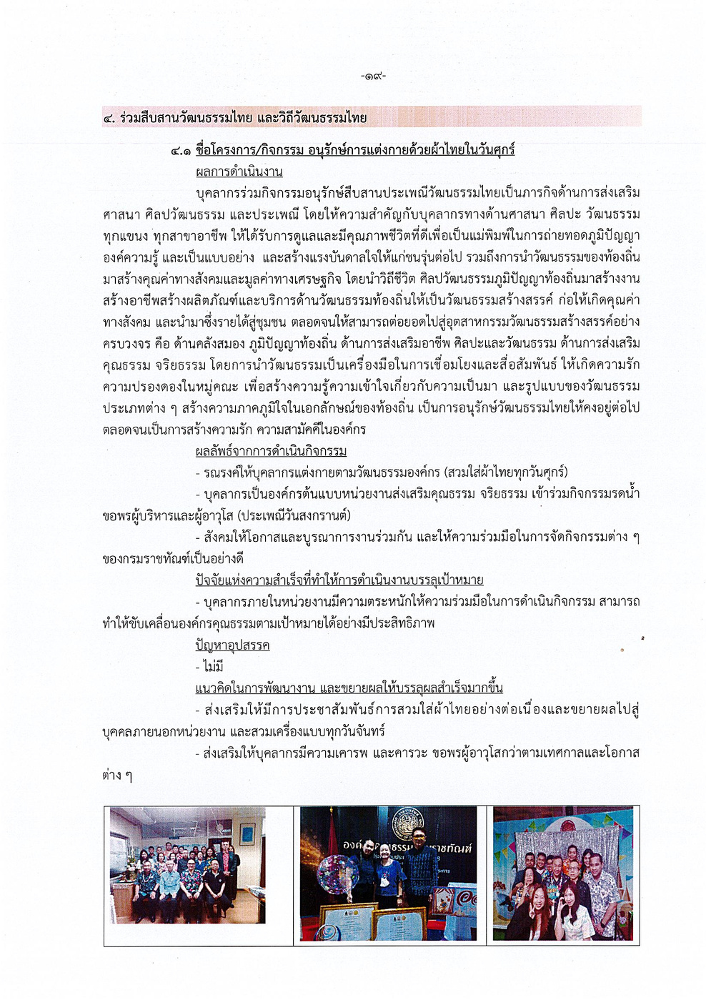 -๑๙-
๔. ร่วมสืบสานวัฒนธรรมไทย และวิถีวัฒนธรรมไทย
๔.๑ ชื่อโครงการ/กิจกรรม อนุรักษ์การแต่งกายด้วยผ้าไทยในวันศุกร์
ผลการดำเนินงาน
บุคลากรร่วมกิจกรรมอนุรักษ์สืบสานประเพณีวัฒนธรรมไทยเป็นภารกิจด้านการส่งเสริม
ศาสนา ศิลปวัฒนธรรม และประเพณี โดยให้ความสำคัญกับบุคลากรทางด้านศาสนา ศิลปะ วัฒนธรรม
ทุกแขนง ทุกสาขาอาชีพ ให้ได้รับการดูแลและมีคุณภาพชีวิตที่ดีเพื่อเป็นแม่พิมพ์ในการถ่ายทอดภูมิปัญญา
องค์ความรู้ และเป็นแบบอย่าง และสร้างแรงบันดาลใจให้แก่ชนรุ่นต่อไป รวมถึงการนำวัฒนธรรมของท้องถิ่น
มาสร้างคุณค่าทางสังคมและมูลค่าทางเศรษฐกิจ โดยนำวิถีชีวิต ศิลปวัฒนธรรมภูมิปัญญาท้องถิ่นมาสร้างงาน
สร้างอาชีพสร้างผลิตภัณฑ์และบริการด้านวัฒนธรรมท้องถิ่นให้เป็นวัฒนธรรมสร้างสรรค์ ก่อให้เกิดคุณค่า
ทางสังคม และนำมาซึ่งรายได้สู่ชุมชน ตลอดจนให้สามารถต่อยอดไปสู่อุตสาหกรรมวัฒนธรรมสร้างสรรค์อย่าง
ครบวงจร คือ ด้านคลังสมอง ภูมิปัญญาท้องถิ่น ด้านการส่งเสริมอาชีพ ศิลปะและวัฒนธรรม ด้านการส่งเสริม
คุณธรรม จริยธรรม โดยการนำวัฒนธรรมเป็นเครื่องมือในการเชื่อมโยงและสื่อสัมพันธ์ ให้เกิดความรัก
ความปรองดองในหมู่คณะ เพื่อสร้างความรู้ความเข้าใจเกี่ยวกับความเป็นมา และรูปแบบของวัฒนธรรม
ประเภทต่าง ๆ สร้างความภาคภูมิใจในเอกลักษณ์ของท้องถิ่น เป็นการอนุรักษ์วัฒนธรรมไทยให้คงอยู่ต่อไป
ตลอดจนเป็นการสร้างความรัก ความสามัคคีในองค์กร
ผลลัพธ์จากการดำเนินกิจกรรม
- รณรงค์ให้บุคลากรแต่งกายตามวัฒนธรรมองค์กร (สวมใส่ผ้าไทยทุกวันศุกร์)
- บุคลากรเป็นองค์กรต้นแบบหน่วยงานส่งเสริมคุณธรรม จริยธรรม เข้าร่วมกิจกรรมรดน้ำ
ขอพรผู้บริหารและผู้อาวุโส (ประเพณีวันสงกรานต์)
- สังคมให้โอกาสและบูรณาการงานร่วมกัน และให้ความร่วมมือในการจัดกิจกรรมต่าง ๆ
ของกรมราชทัณฑ์เป็นอย่างดี
ปัจจัยแห่งความสำเร็จที่ทำให้การดำเนินงานบรรลุเป้าหมาย
- บุคลากรภายในหน่วยงานมีความตระหนักให้ความร่วมมือในการดำเนินกิจกรรม สามารถ
ทำให้ขับเคลื่อนองค์กรคุณธรรมตามเป้าหมายได้อย่างมีประสิทธิภาพ
ปัญหาอุปสรรค
- ไม่มี
แนวคิดในการพัฒนางาน และขยายผลให้บรรลุผลสำเร็จมากขึ้น
- ส่งเสริมให้มีการประชาสัมพันธ์การสวมใส่ผ้าไทยอย่างต่อเนื่องและขยายผลไปสู่
บุคคลภายนอกหน่วยงาน และสวมเครื่องแบบทุกวันจันทร์
- ส่งเสริมให้บุคลากรมีความเคารพ และคารวะ ขอพรผู้อาวุโสกว่าตามเทศกาลและโอกาส
ต่าง ๆ